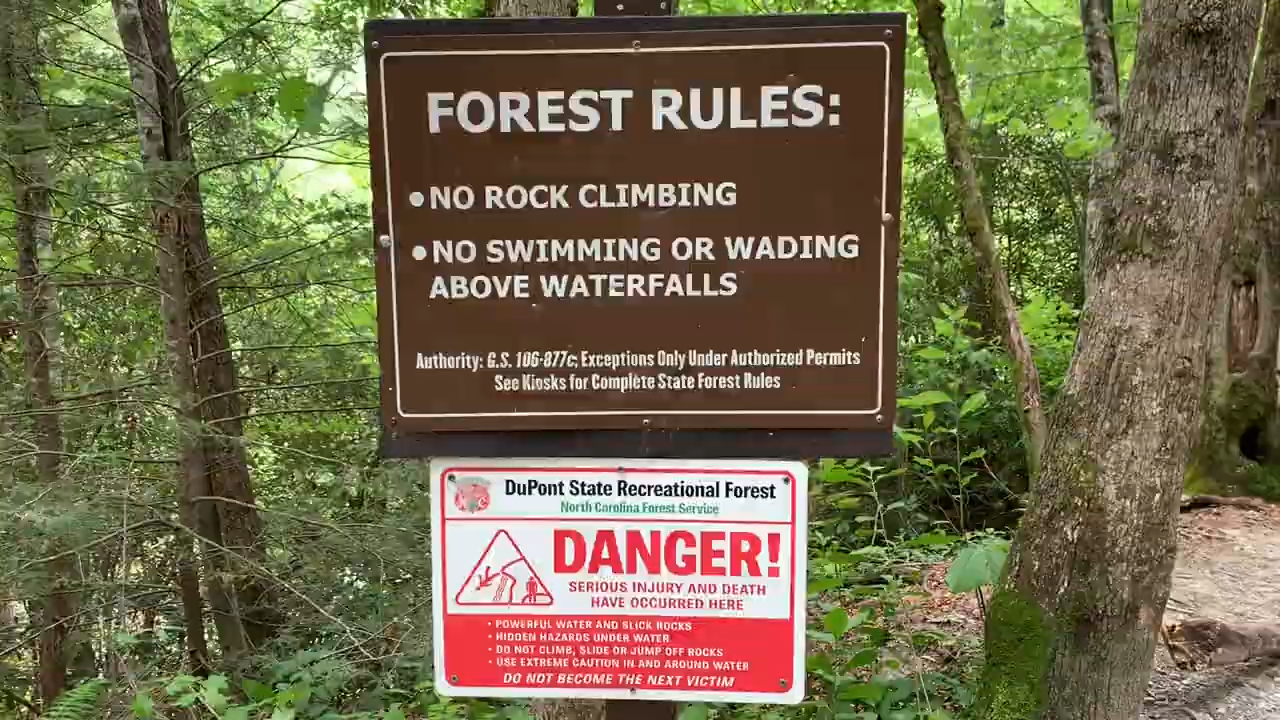 FOREST RULES:
• NO ROCK CLIMBING
• NO SWIMMING OR WADING
ABOVE WATERFALLS
Authority: G.S. 106-877c; Exceptions Only Under Authorized Permits
See Kiosks for Complete State Forest Rules
DuPont State Recreational Forest
North Carolina Forest Service
DANGER!
SERIOUS INJURY AND DEATH
HAVE OCCURRED HERE
• POWERFUL WATER AND SLICK ROCKS
• HIDDEN HAZARDS UNDER WATER
• DO NOT CLIMB, SLIDE OR JUMP OFF ROCKS
• USE EXTREME CAUTION IN AND AROUND WATER
DO NOT BECOME THE NEXT VICTIM